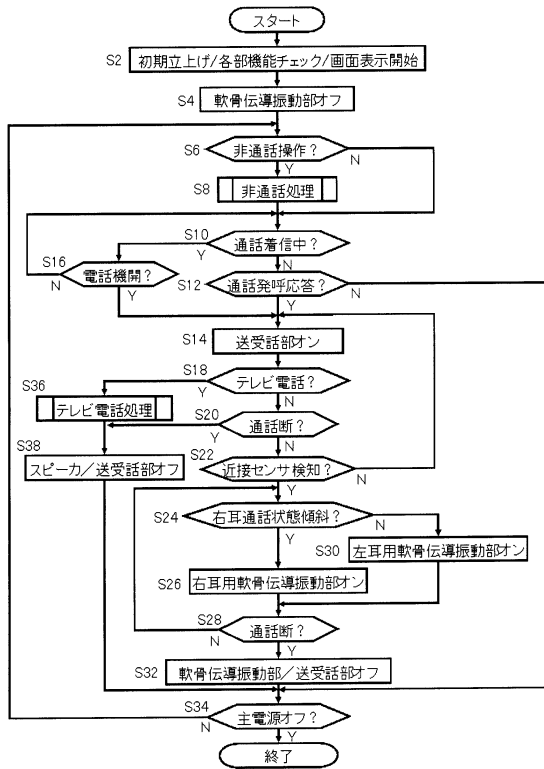 スタート
S2
初期立上げ/各部機能チェック/画面表示開始
S4
軟骨伝導振動部オフ
S6
非通話操作?
N
Y
S8
非通話処理
S10
通話着信中?
Y
N
S16
電話機開?
N
Y
S12
通話発呼応答?
N
Y
S14
送受話部オン
S18
テレビ電話?
Y
N
S36
テレビ電話処理
S20
通話断?
Y
N
S38
スピーカ/送受話部オフ
S22
近接センサ検知?
N
Y
S24
右耳通話状態傾斜?
N
Y
S30
左耳用軟骨伝導振動部オン
S26
右耳用軟骨伝導振動部オン
S28
通話断?
N
Y
S32
軟骨伝導振動部/送受話部オフ
S34
主電源オフ?
N
Y
終了